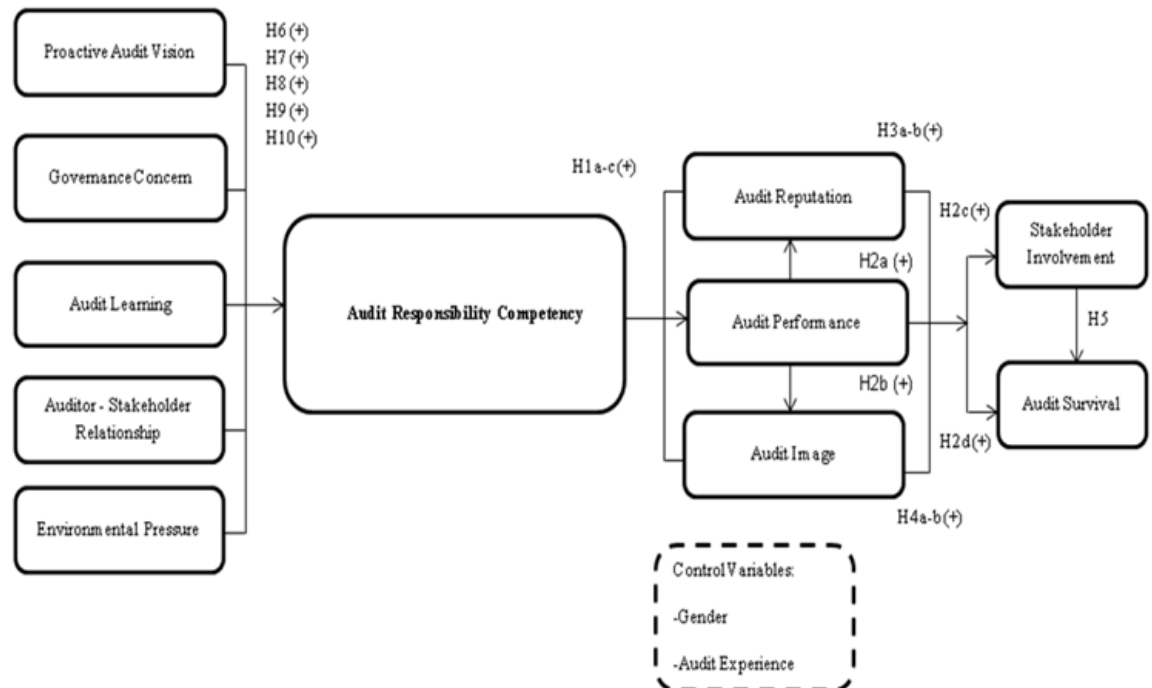 Proactive Audit Vision
H6 (+)
H7 (+)
H8 (+)
H9 (+)
H10 (+)
Governance Concern
Audit Learning
Auditor - Stakeholder
Relationship
Environmental Pressure
Audit Responsibility Competency
H1a-c(+)
H3a-b(+)
Audit Reputation
H2a (+)
Audit Performance
H2b (+)
Audit Image
H4a-b(+)
H2c(+)
Stakeholder
Involvement
H5
Audit Survival
H2d(+)
Control Variables:
-Gender
-Audit Experience